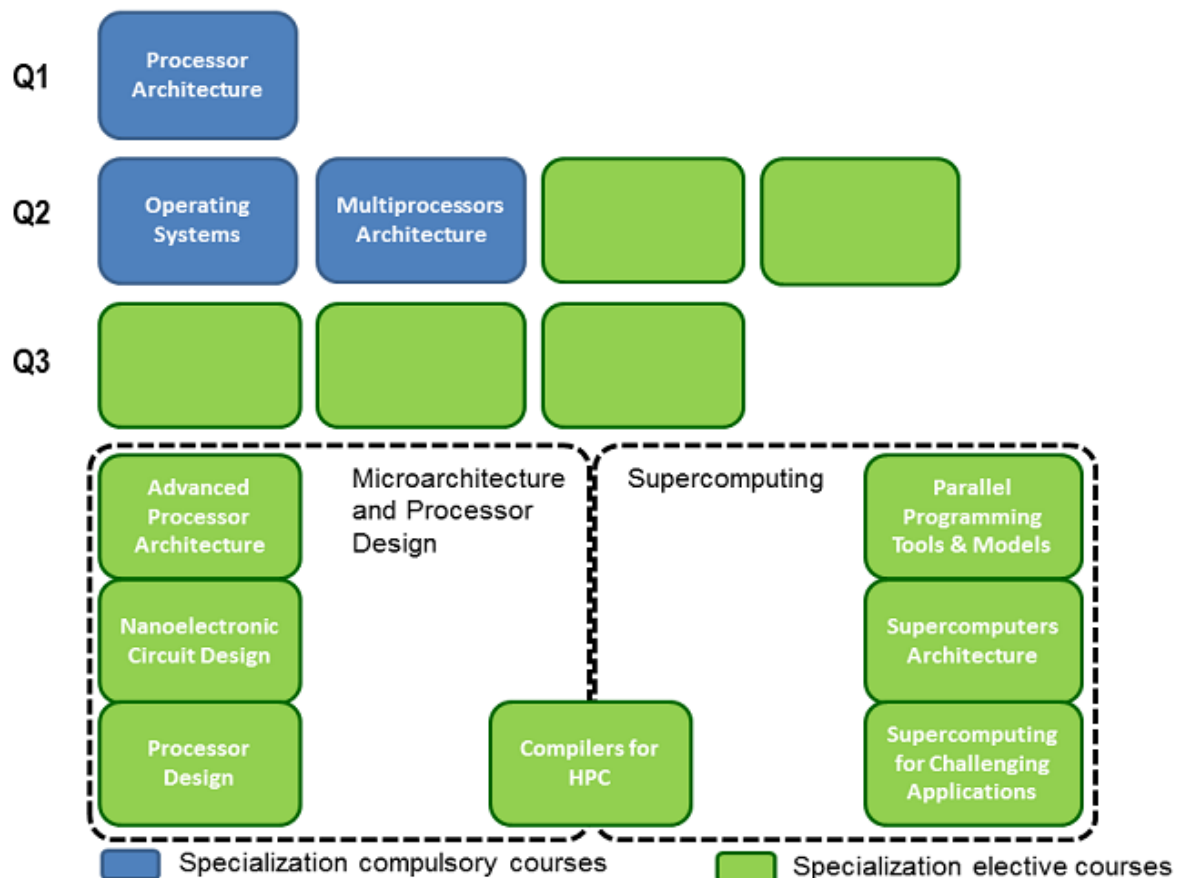 Q1
Processor
Architecture
Q2
Operating
Systems
Multiprocessors
Architecture
Q3
Advanced
Processor
Architecture
Microarchitecture
and Processor
Design
Supercomputing
Parallel
Programming
Tools & Models
Nanoelectronic
Circuit Design
Supercomputers
Architecture
Processor
Design
Compilers for
HPC
Supercomputing
for Challenging
Applications
Specialization compulsory courses
Specialization elective courses